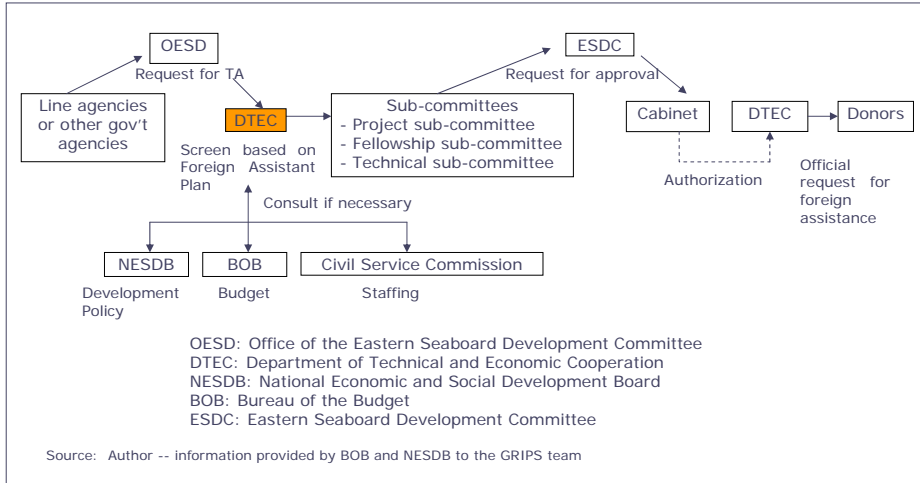 OESD
Request for TA
Line agencies
or other gov't
agencies
DTEC
Screen based on
Foreign Assistant
Plan
Sub-committees
- Project sub-committee
- Fellowship sub-committee
- Technical sub-committee
ESDC
Request for approval
Cabinet
DTEC
Donors
Authorization
Official
request for
foreign
assistance
Consult if necessary
NESDB
BOB
Civil Service Commission
Development
Policy
Budget
Staffing
OESD: Office of the Eastern Seaboard Development Committee
DTEC: Department of Technical and Economic Cooperation
NESDB: National Economic and Social Development Board
BOB: Bureau of the Budget
ESDC: Eastern Seaboard Development Committee
Source: Author -- information provided by BOB and NESDB to the GRIPS team